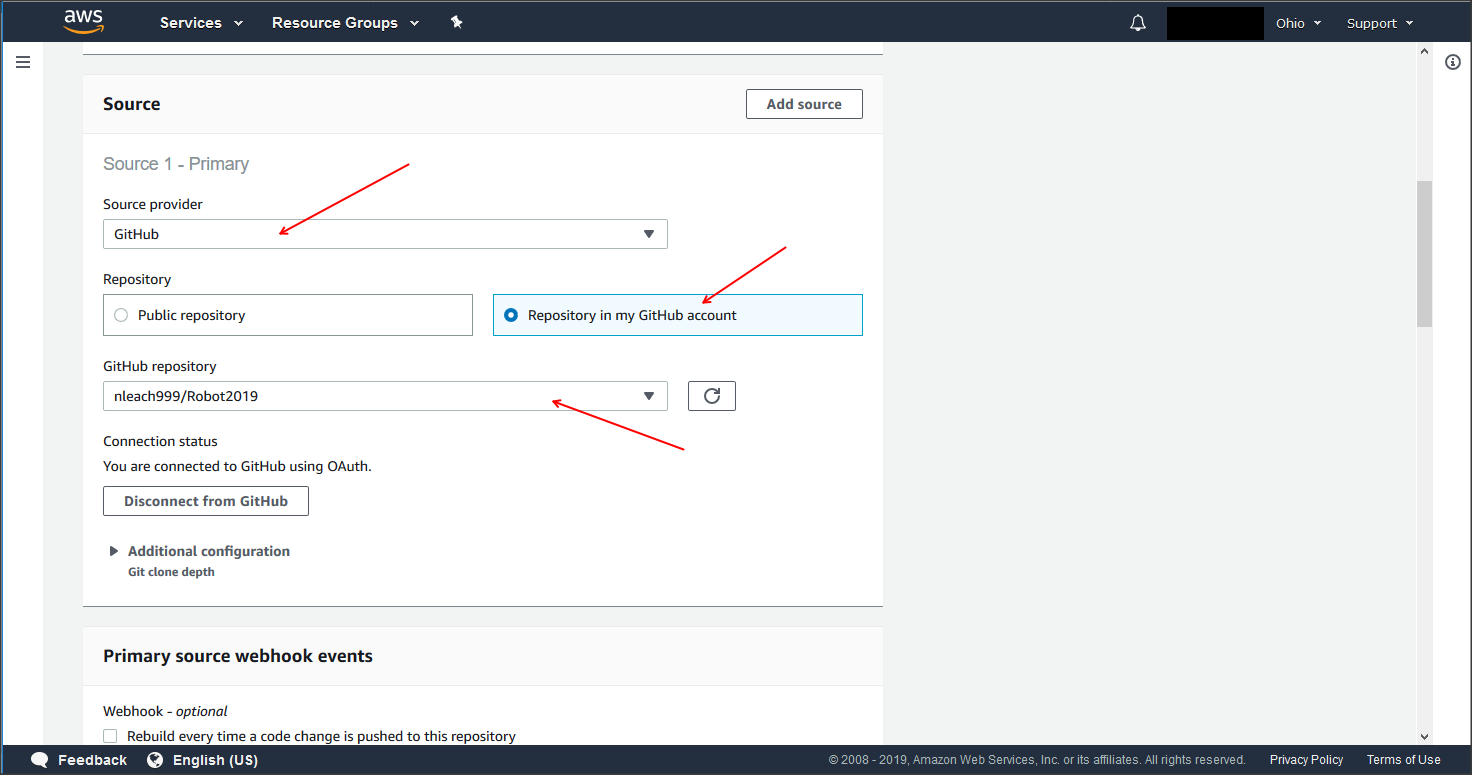 aws Services Resource Groups Ohio Support
Source Add source
Source 1 - Primary
Source provider
GitHub
Repository
Public repository Repository in my GitHub account
GitHub repository
nleach999/Robot2019
Connection status
You are connected to GitHub using OAuth.
Disconnect from GitHub
Additional configuration
Git clone depth
Primary source webhook events
Webhook - optional
Rebuild every time a code change is pushed to this repository
Feedback English (US) © 2008 - 2019, Amazon Web Services, Inc. or its affiliates. All rights reserved. Privacy Policy Terms of Use